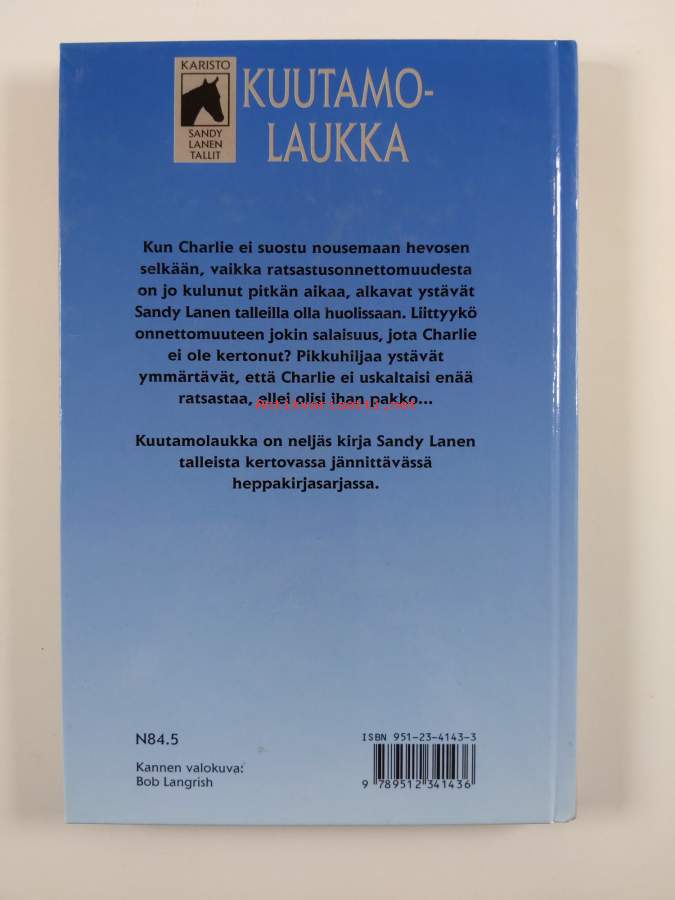 KARISTO
SANDY
LANEN
TALLIT
KUUTAMO-
LAUKKA
Kun Charlie ei suostu nousemaan hevosen
selkään, vaikka ratsastusonnettomuudesta
on jo kulunut pitkän aikaa, alkavat ystävät
Sandy Lanen talleilla olla huolissaan. Liittyykö
onnettomuuteen jokin salaisuus, jota Charlie
ei ole kertonut? Pikkuhiljaa ystävät
ymmärtävät, että Charlie ei uskaltaisi enää
ratsastaa, ellei olisi ihan pakko...
Antikvariaatti.net
Kuutamolaukka on neljäs kirja Sandy Lanen
talleista kertovassa jännittävässä
heppakirjasarjassa.
N84.5
Kannen valokuva:
Bob Langrish
ISBN 951-23-4143-3
9 789512 341436